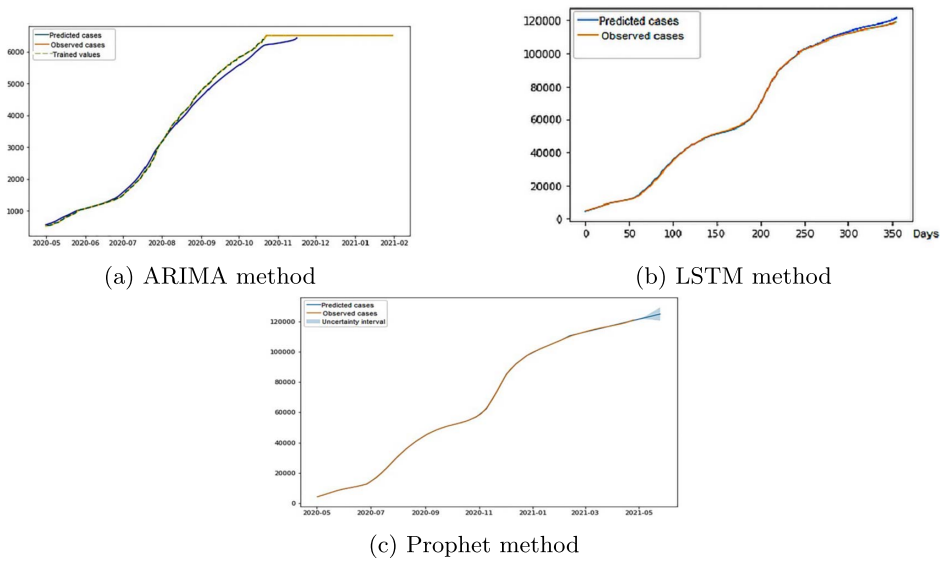 Predicted cases
Observed cases
Trained values
6000
5000
4000
3000
2000
1000
2020-05 2020-06 2020-07 2020-08 2020-09 2020-10 2020-11 2020-12 2021-01 2021-02
(a) ARIMA method
Predicted cases
Observed cases
120000
100000
80000
60000
40000
20000
0
0 50 100 150 200 250 300 350 Days
(b) LSTM method
Predicted cases
Observed cases
Uncertainty interval
120000
100000
80000
60000
40000
20000
0
2020-05 2020-07 2020-09 2020-11 2021-01 2021-03 2021-05
(c) Prophet method